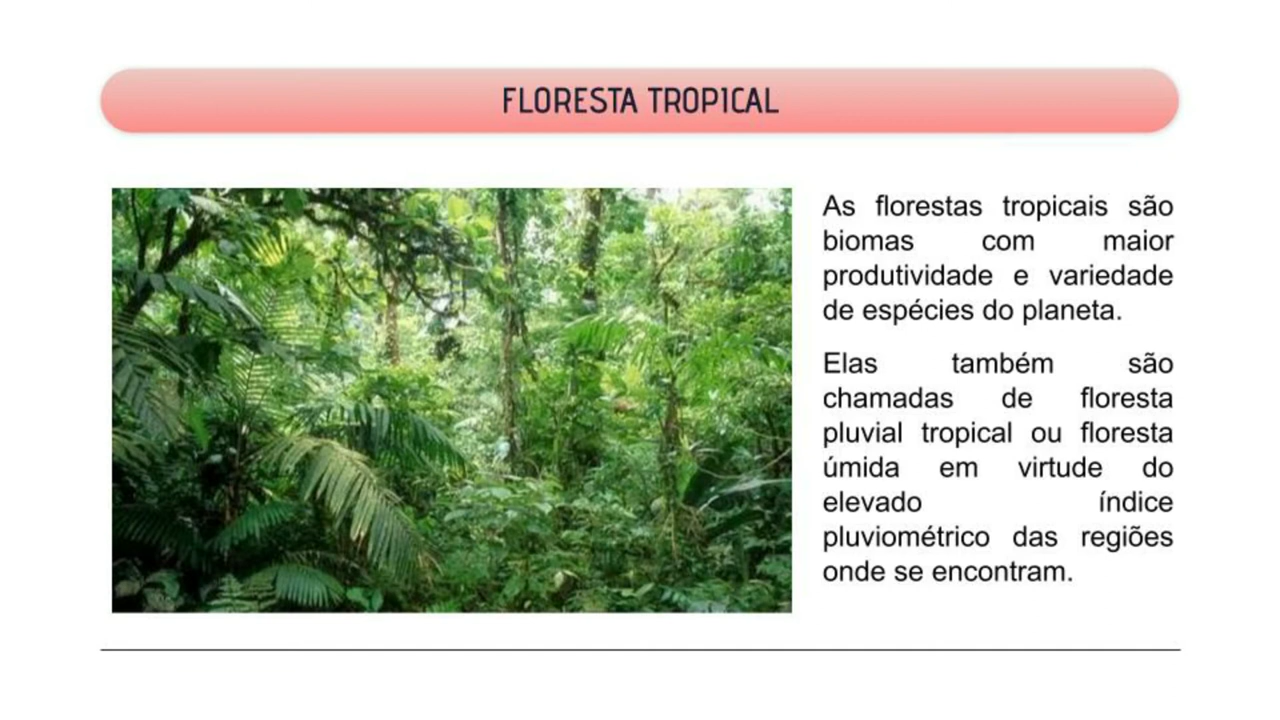 FLORESTA TROPICAL
As florestas tropicais são
biomas com maior
produtividade e variedade
de espécies do planeta.
Elas também são
chamadas de floresta
pluvial tropical ou floresta
úmida em virtude do
elevado índice
pluviométrico das regiões
onde se encontram.